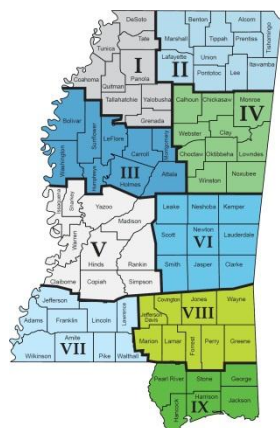 DeSoto
Benton
Alcorn
Tishomingo
Marshall
Tippah
Prentiss
Tunica
Tate
I
II
Lafayette
Union
Panola
Pontotoc
Lee
Itawamba
Coahoma
Quitman
Tallahatchie
Yalobusha
Calhoun
Chickasaw
Monroe
Grenada
IV
Bolivar
Sunflower
LeFlore
Webster
Clay
Washington
Carroll
Montgomery
Choctaw
Oktibbeha
Lowndes
III
Humphreys
Holmes
Attala
Winston
Noxubee
Issaquena
Sharkey
Yazoo
Leake
Neshoba
Kemper
Madison
VI
Warren
V
Scott
Newton
Lauderdale
Hinds
Rankin
Smith
Jasper
Clarke
Claiborne
Copiah
Simpson
Jefferson
Covington
Jones
Wayne
Adams
Franklin
Lincoln
Lawrence
Jefferson
Davis
VIII
Amite
VII
Marion
Lamar
Forrest
Perry
Greene
Wilkinson
Pike
Walthall
Pearl River
Stone
George
Hancock
Harrison
Jackson
IX